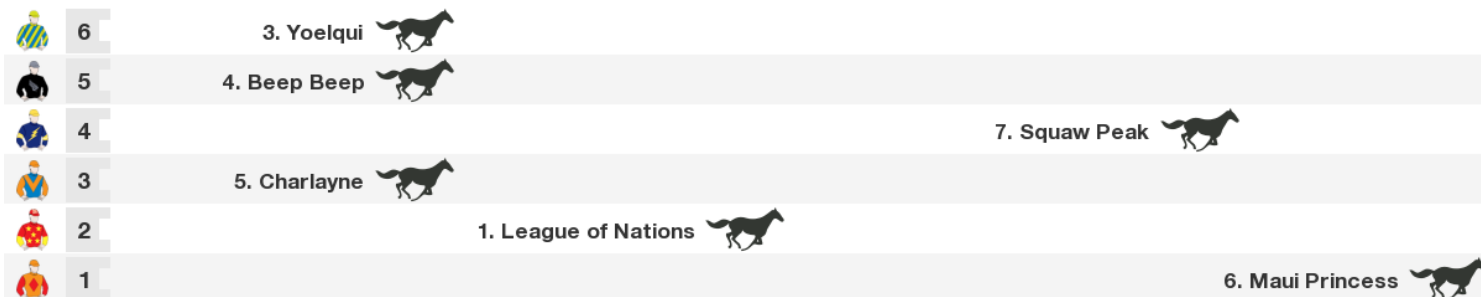 6 3. Yoelqui
5 4. Beep Beep
4 7. Squaw Peak
3 5. Charlayne
2 1. League of Nations
1 6. Maui Princess